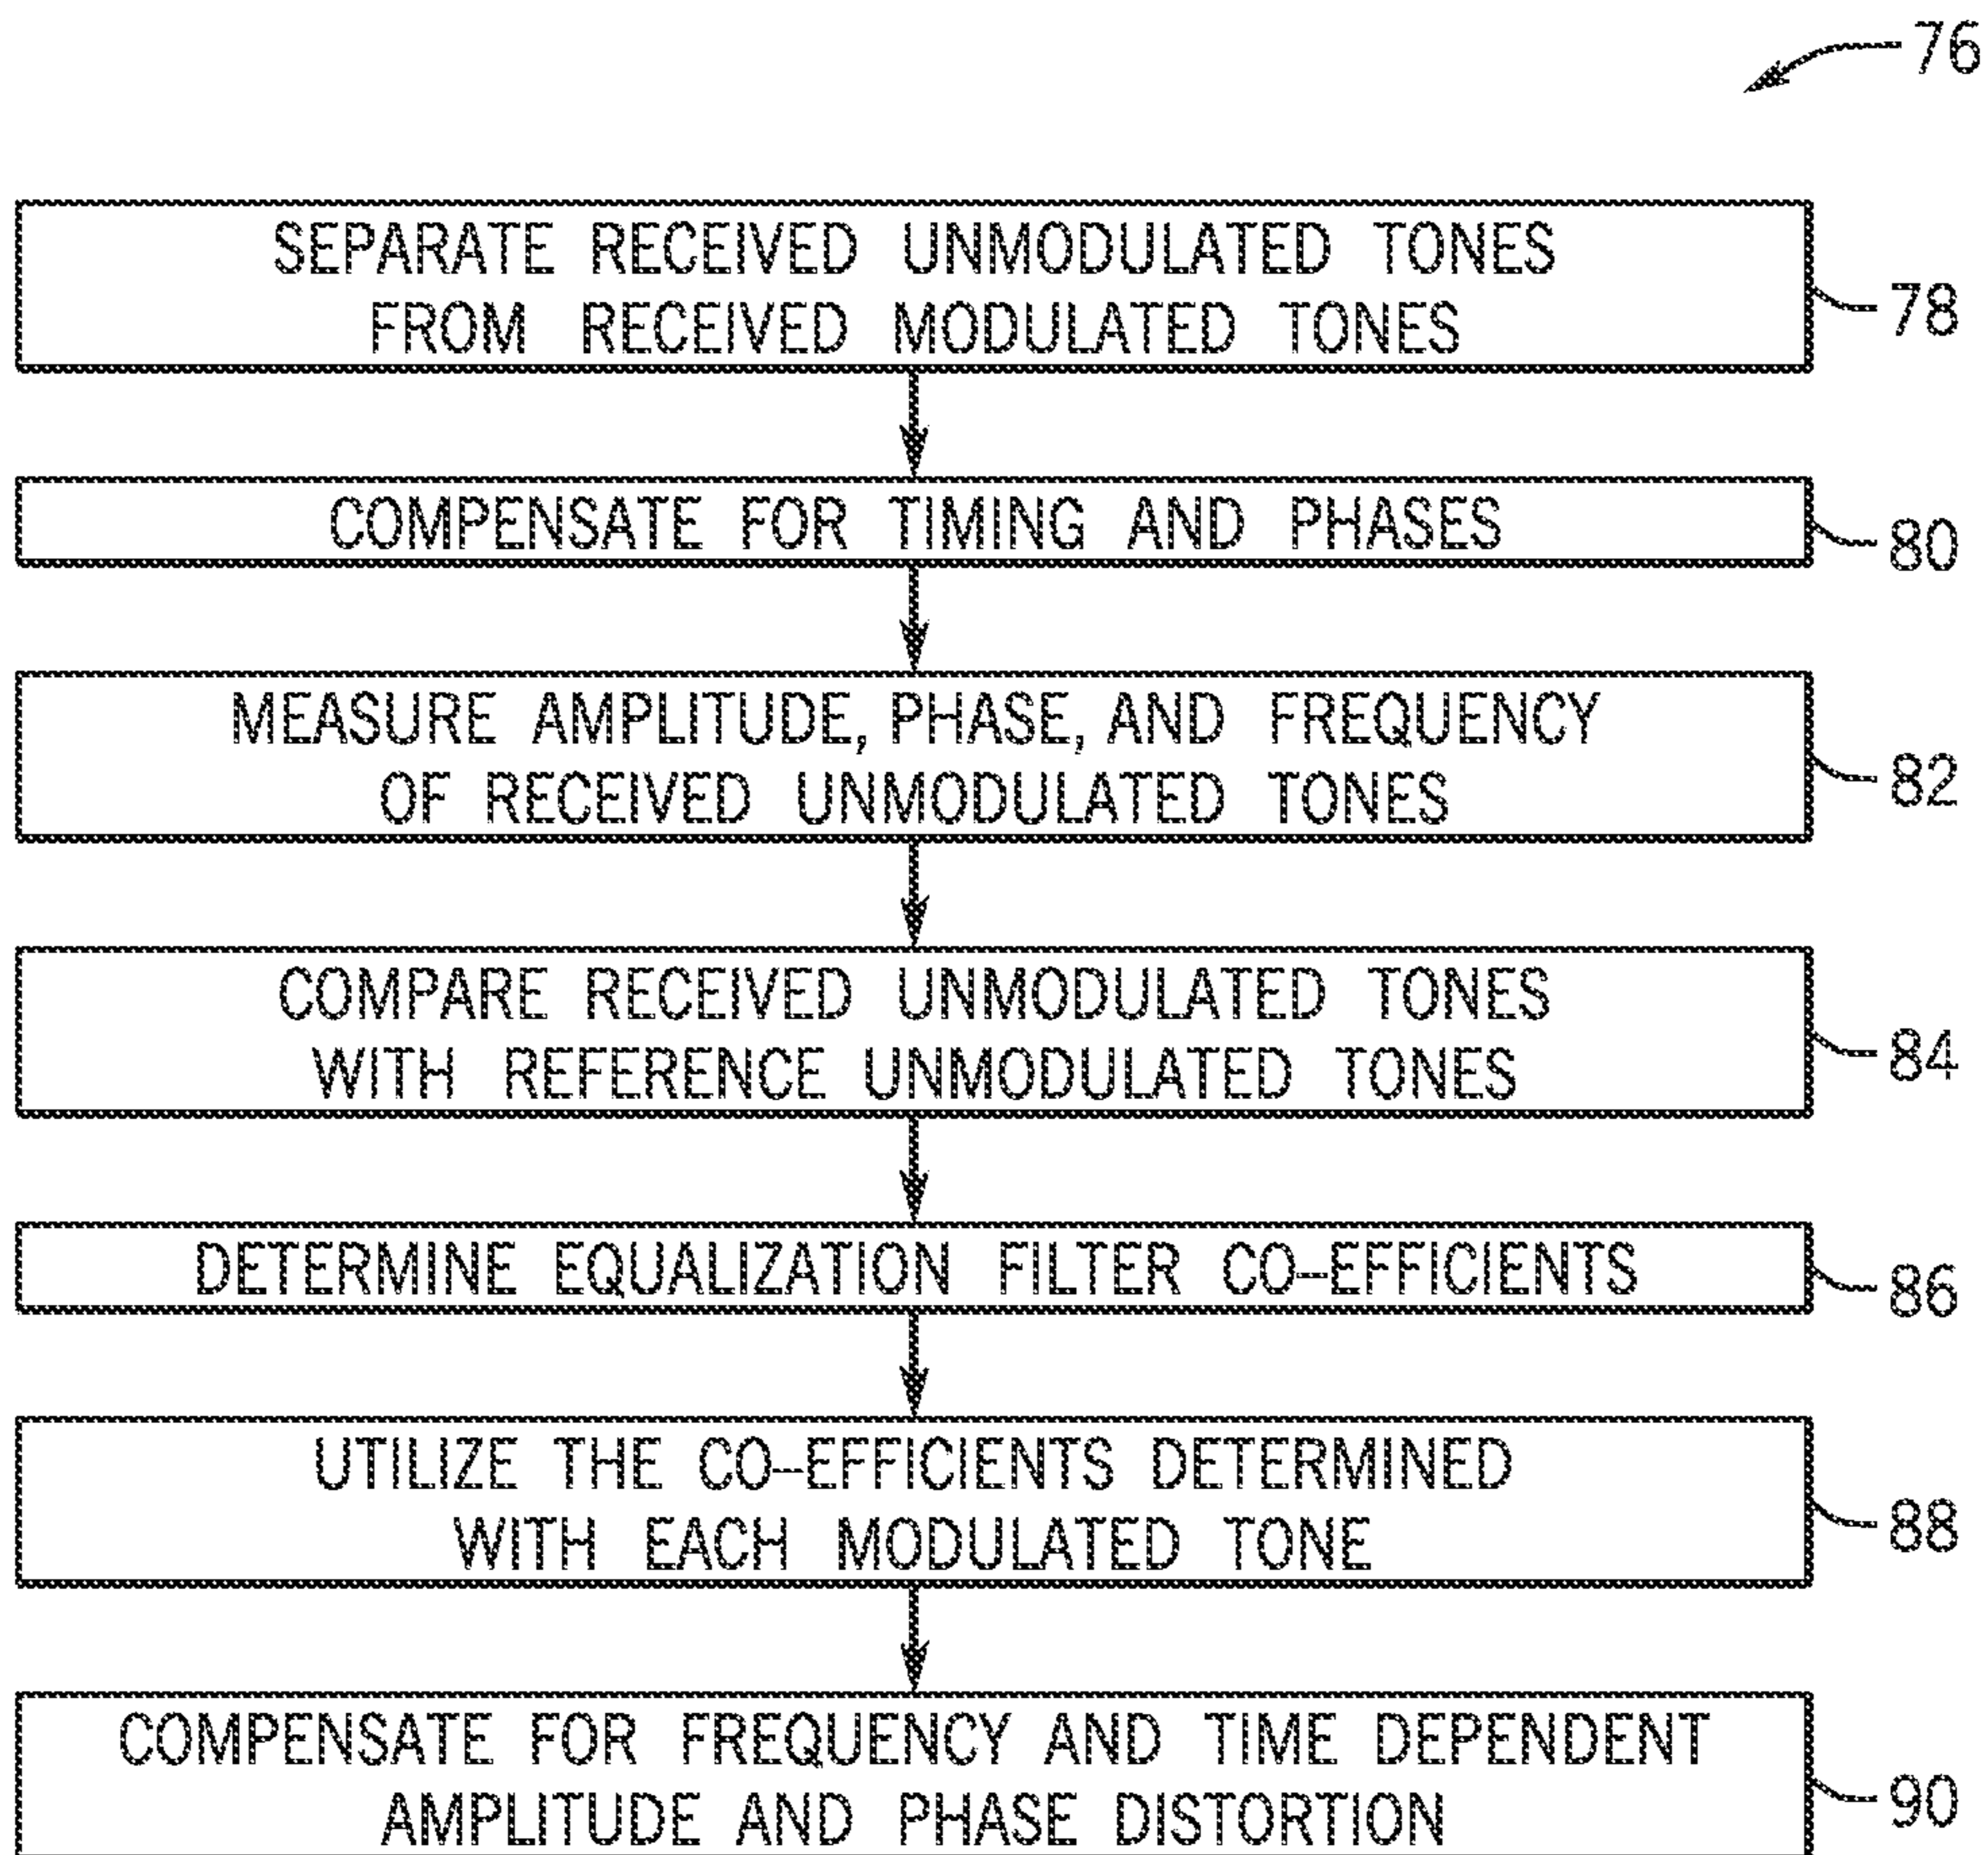 76
SEPARATE RECEIVED UNMODULATED TONES
FROM RECEIVED MODULATED TONES
78
COMPENSATE FOR TIMING AND PHASES
80
MEASURE AMPLITUDE, PHASE, AND FREQUENCY
OF RECEIVED UNMODULATED TONES
82
COMPARE RECEIVED UNMODULATED TONES
WITH REFERENCE UNMODULATED TONES
84
DETERMINE EQUALIZATION FILTER CO-EFFICIENTS
86
UTILIZE THE CO-EFFICIENTS DETERMINED
WITH EACH MODULATED TONE
88
COMPENSATE FOR FREQUENCY AND TIME DEPENDENT
AMPLITUDE AND PHASE DISTORTION
90